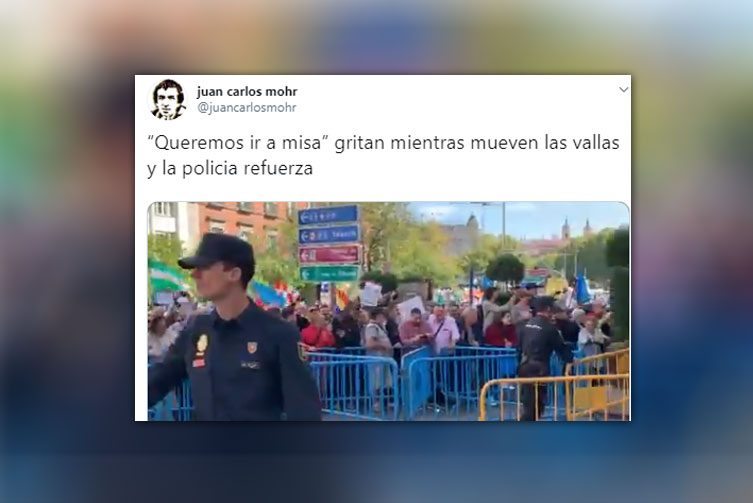 juan carlos mohr
@juancarlosmohr
“Queremos ir a misa” gritan mientras mueven las vallas
y la policia refuerza